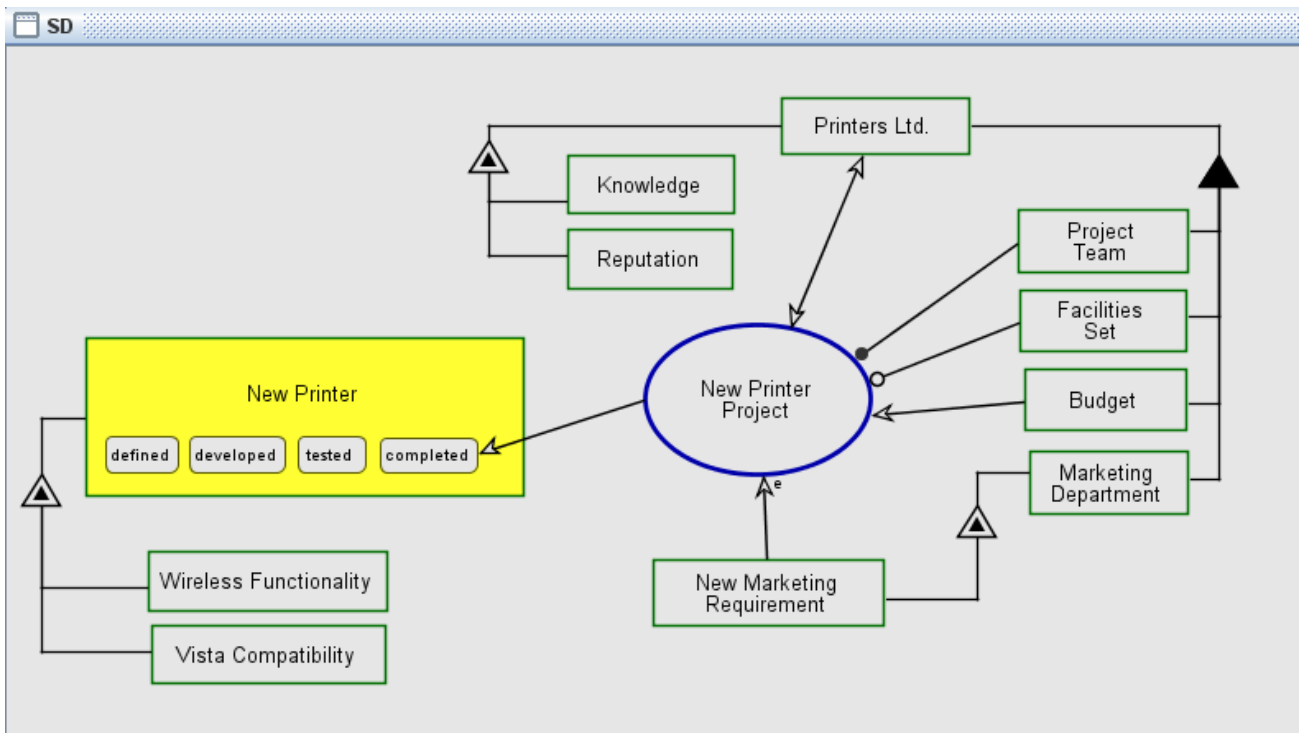 SD
Printers Ltd.
Knowledge
Reputation
Project
Team
Facilities
Set
Budget
Marketing
Department
New Printer
Project
e
New Printer
defined
developed
tested
completed
New Marketing
Requirement
Wireless Functionality
Vista Compatibility